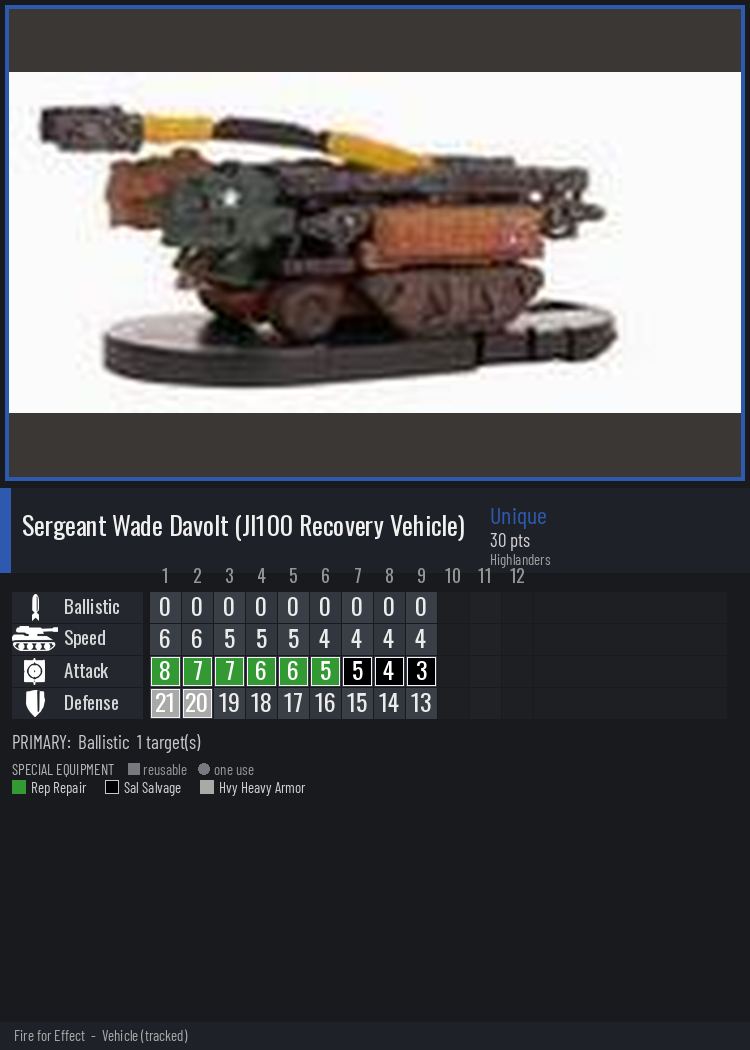 Sergeant Wade Davolt (JI100 Recovery Vehicle)
Unique
30 pts
Highlanders
1 2 3 4 5 6 7 8 9 10 11 12
Ballistic 0 0 0 0 0 0 0 0 0
Speed 6 6 5 5 5 4 4 4 4
Attack 8 7 7 6 6 5 5 4 3
Defense 21 20 19 18 17 16 15 14 13
PRIMARY: Ballistic 1 target(s)
SPECIAL EQUIPMENT reusable one use
Rep Repair Sal Salvage Hvy Heavy Armor
Fire for Effect - Vehicle (tracked)